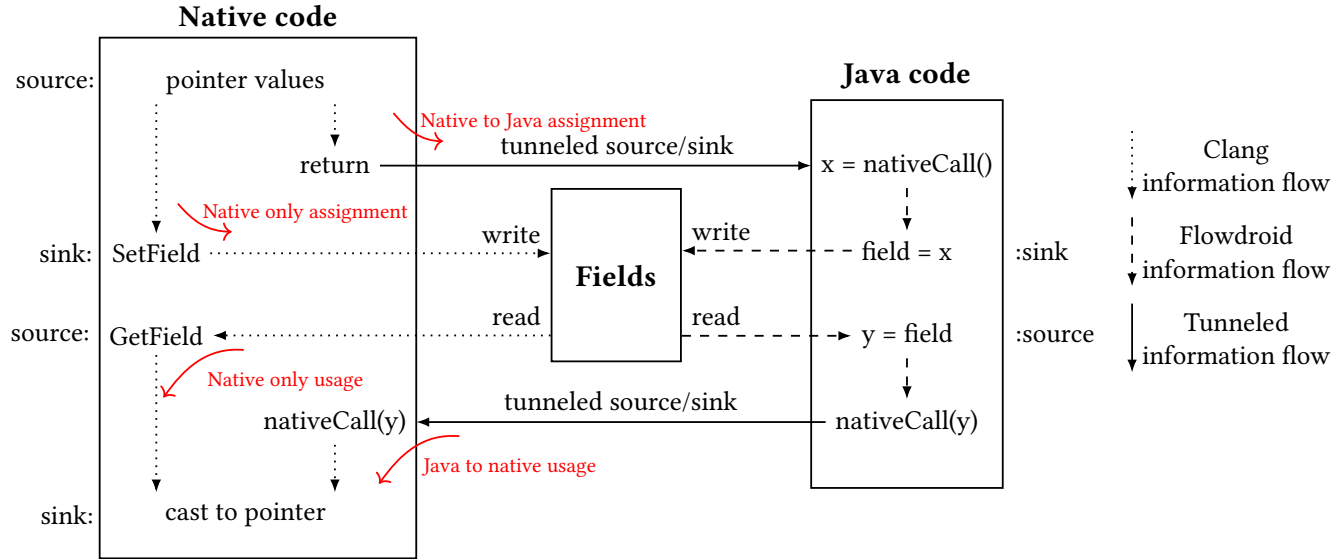 Native code
source:
pointer values
Java code
Native to Java assignment
tunneled source/sink
return
x = nativeCall()
Clang
information flow
Native only assignment
write
write
sink:
SetField
Fields
field = x
:sink
Flowdroid
information flow
source:
GetField
read
read
y = field
:source
Tunneled
information flow
Native only usage
tunneled source/sink
nativeCall(y)
nativeCall(y)
Java to native usage
sink:
cast to pointer